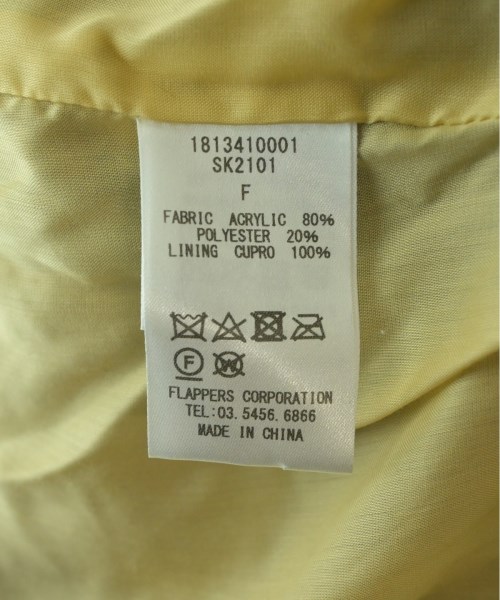 1813410001
SK2101
F
FABRIC ACRYLIC 80%
POLYESTER 20%
LINING CUPRO 100%
F W
FLAPPERS CORPORATION
TEL:03.5456.6866
MADE IN CHINA